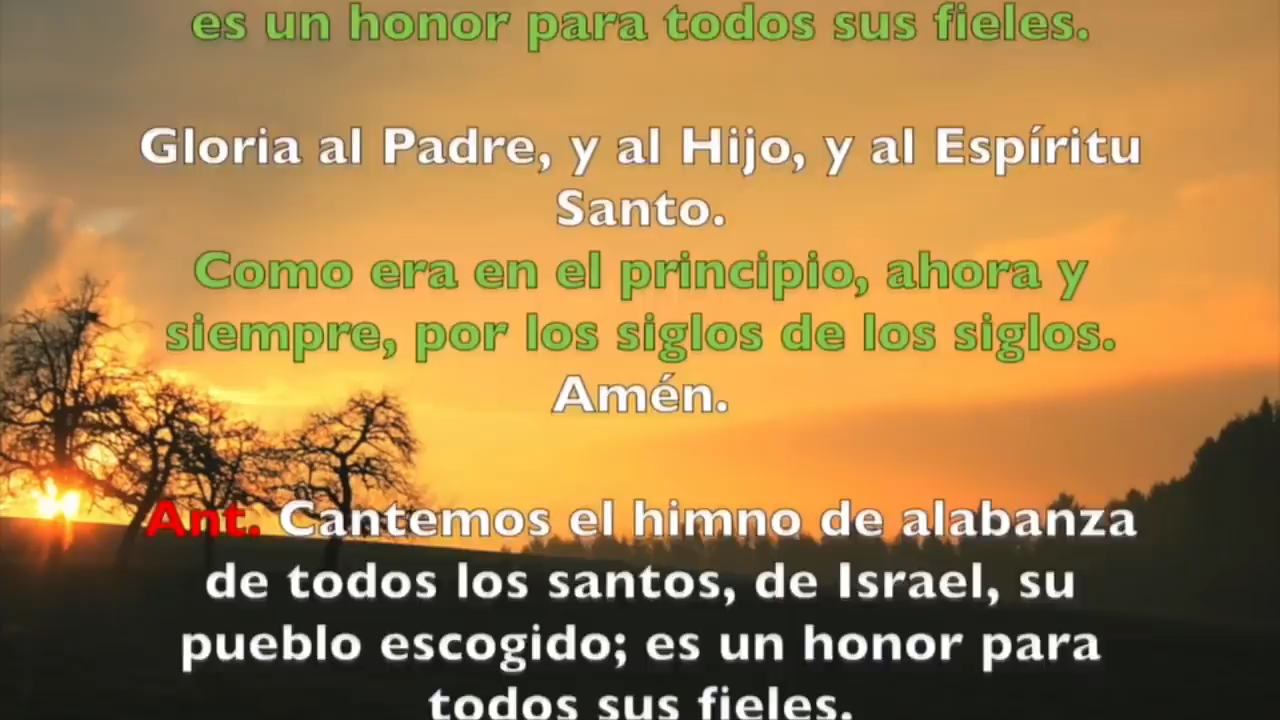 es un honor para todos sus fieles.
Gloria al Padre, y al Hijo, y al Espíritu
Santo.
Como era en el principio, ahora y
siempre, por los siglos de los siglos.
Amén.
Ant. Cantemos el himno de alabanza
de todos los santos, de Israel, su
pueblo escogido; es un honor para
todos sus fieles.